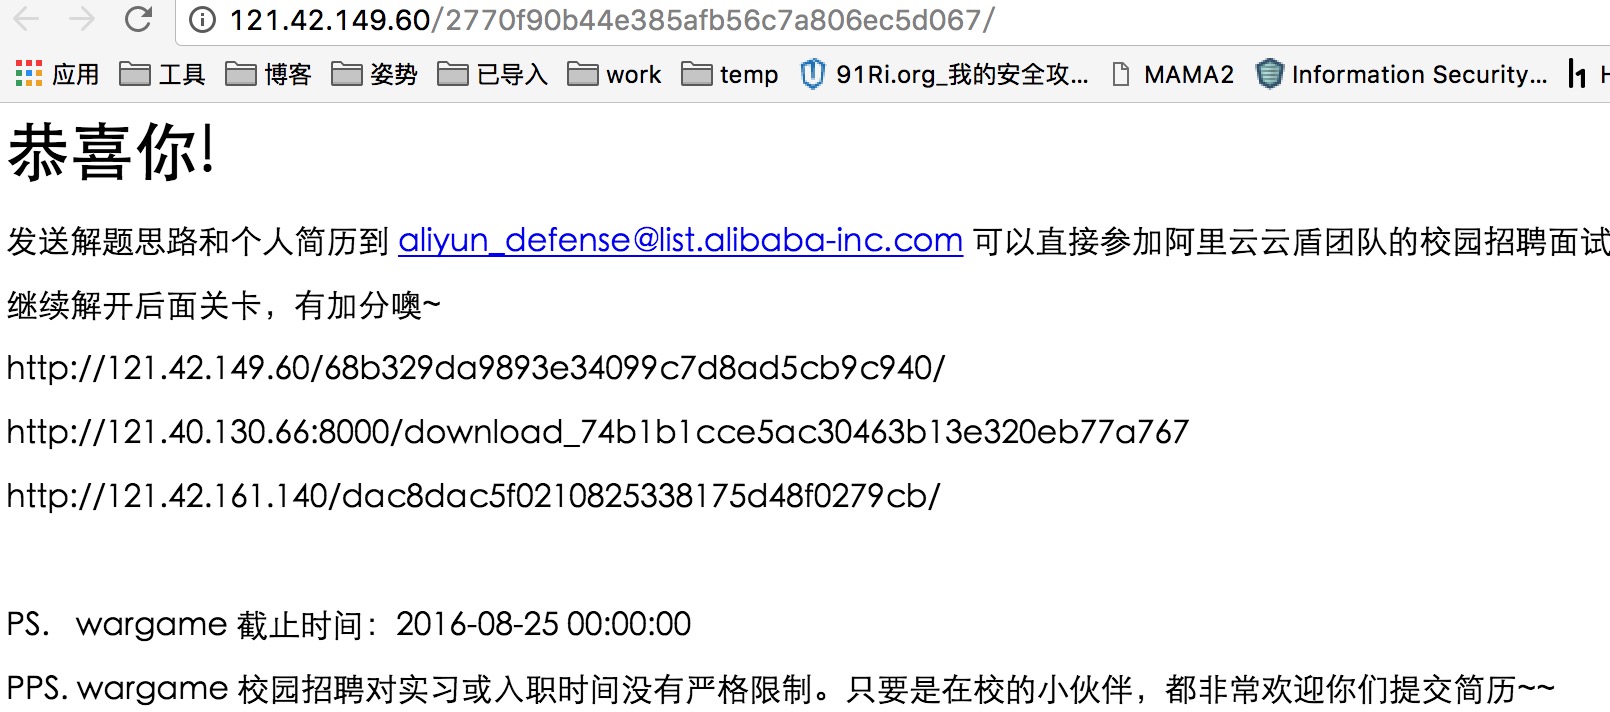 121.42.149.60/2770f90b44e385afb56c7a806ec5d067/
应用 工具 博客 姿势 已导入 work temp 91Ri.org_我的安全攻... MAMA2 Information Security... h1 H
恭喜你!
发送解题思路和个人简历到 aliyun_defense@list.alibaba-inc.com 可以直接参加阿里云云盾团队的校园招聘面试
继续解开后面关卡，有加分噢~
http://121.42.149.60/68b329da9893e34099c7d8ad5cb9c940/
http://121.40.130.66:8000/download_74b1b1cce5ac30463b13e320eb77a767
http://121.42.161.140/dac8dac5f0210825338175d48f0279cb/
PS. wargame 截止时间：2016-08-25 00:00:00
PPS. wargame 校园招聘对实习或入职时间没有严格限制。只要是在校的小伙伴，都非常欢迎你们提交简历~~